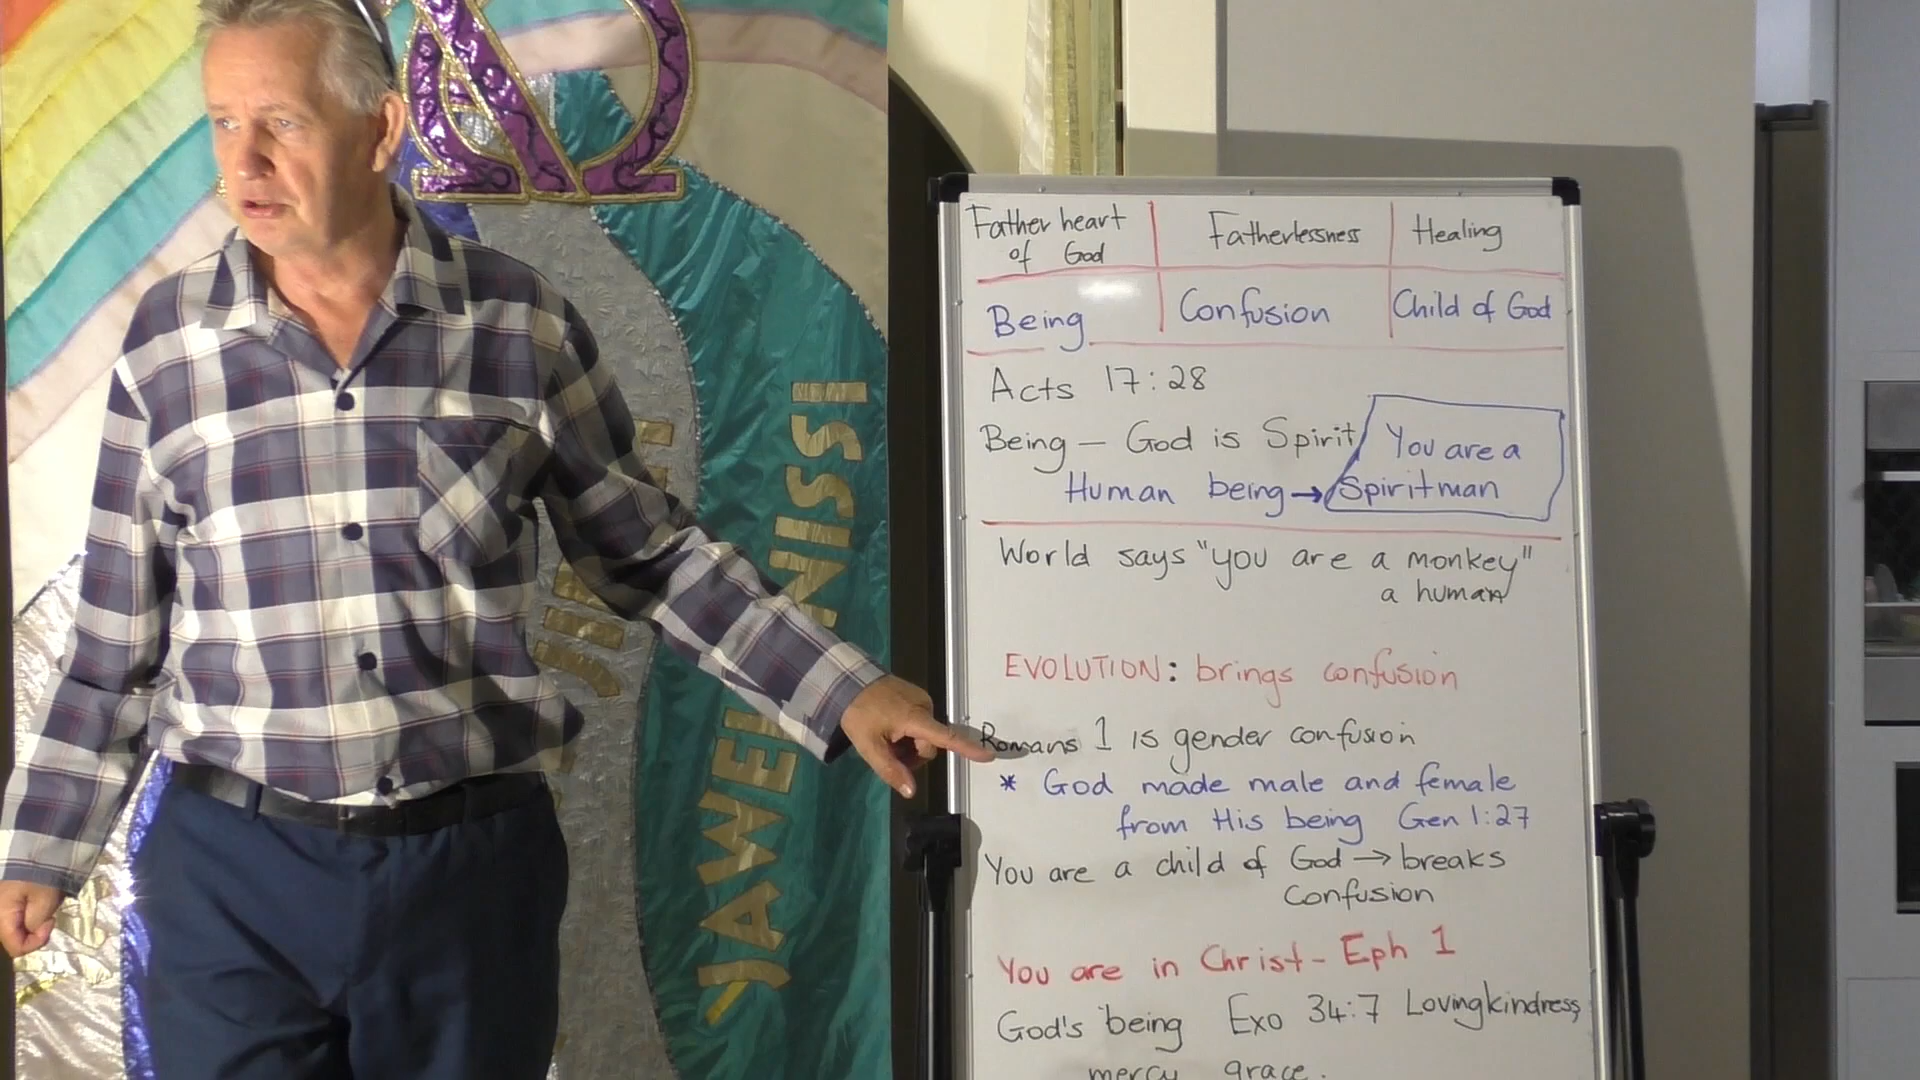 Father heart of God
Fatherlessness
Healing
Being
Confusion
Child of God
Acts 17:28
Being — God is Spirit
Human being →
You are a
Spiritman
World says "you are a monkey"
a human
EVOLUTION: brings confusion
Romans 1 is gender confusion
* God made male and female
from His being Gen 1:27
You are a child of God → breaks
Confusion
You are in Christ - Eph 1
God's being Exo 34:7 Lovingkindness,
mercy grace.
YAWEH NISSI